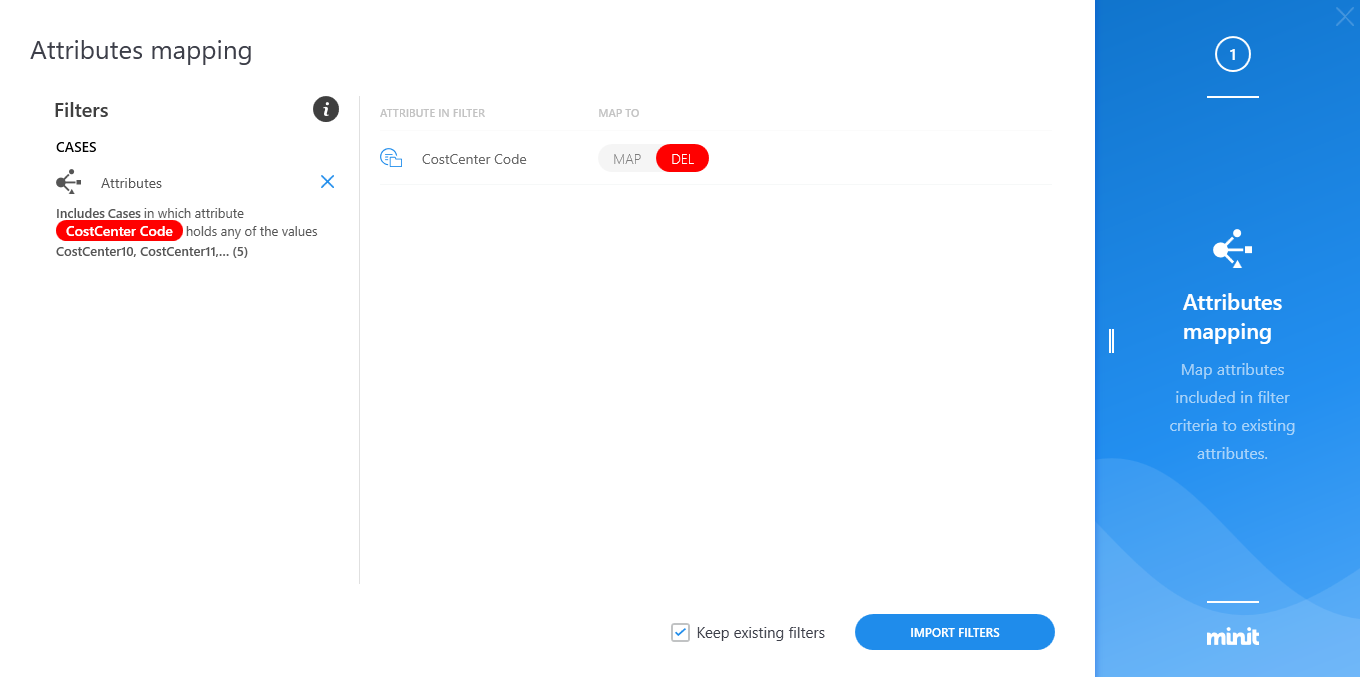 Attributes mapping
Filters
i
CASES
Attributes
Includes Cases in which attribute
CostCenter Code holds any of the values
CostCenter10, CostCenter11,... (5)
ATTRIBUTE IN FILTER MAP TO
CostCenter Code MAP DEL
Keep existing filters IMPORT FILTERS
1
Attributes
mapping
Map attributes
included in filter
criteria to existing
attributes.
minit